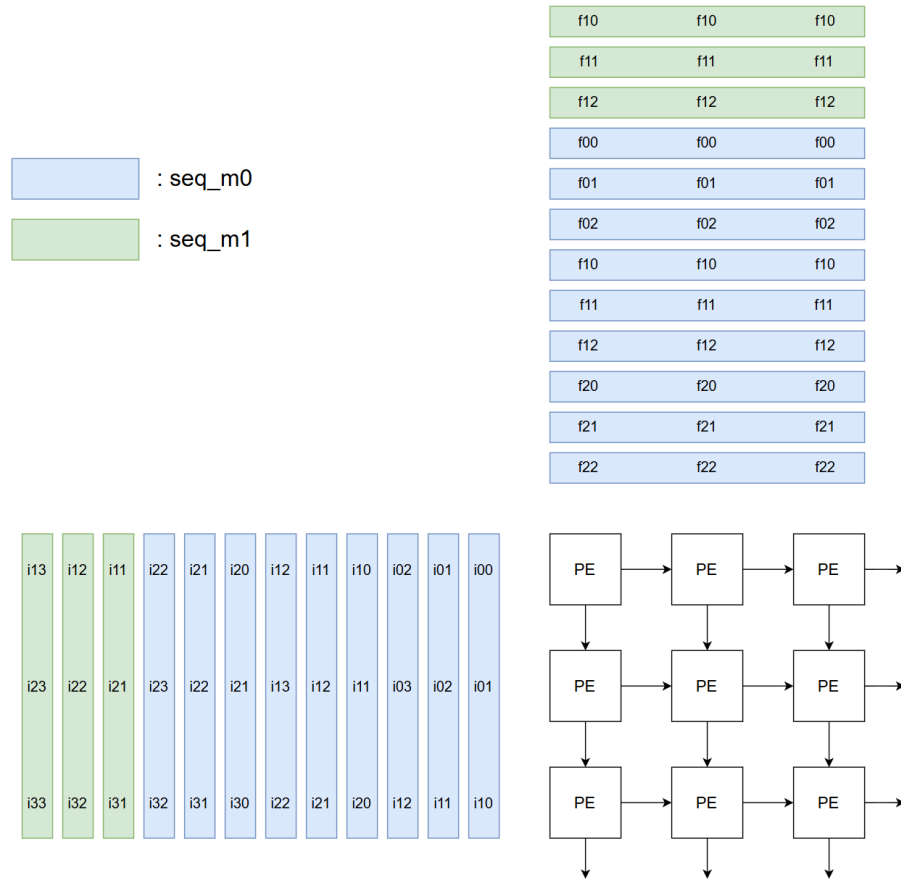 f10 f10 f10
f11 f11 f11
f12 f12 f12
f00 f00 f00
: seq_m0
f01 f01 f01
f02 f02 f02
: seq_m1
f10 f10 f10
f11 f11 f11
f12 f12 f12
f20 f20 f20
f21 f21 f21
f22 f22 f22
i13 i12 i11 i22 i21 i20 i12 i11 i10 i02 i01 i00 PE PE PE
i23 i22 i21 i23 i22 i21 i13 i12 i11 i03 i02 i01 PE PE PE
i33 i32 i31 i32 i31 i30 i22 i21 i20 i12 i11 i10 PE PE PE